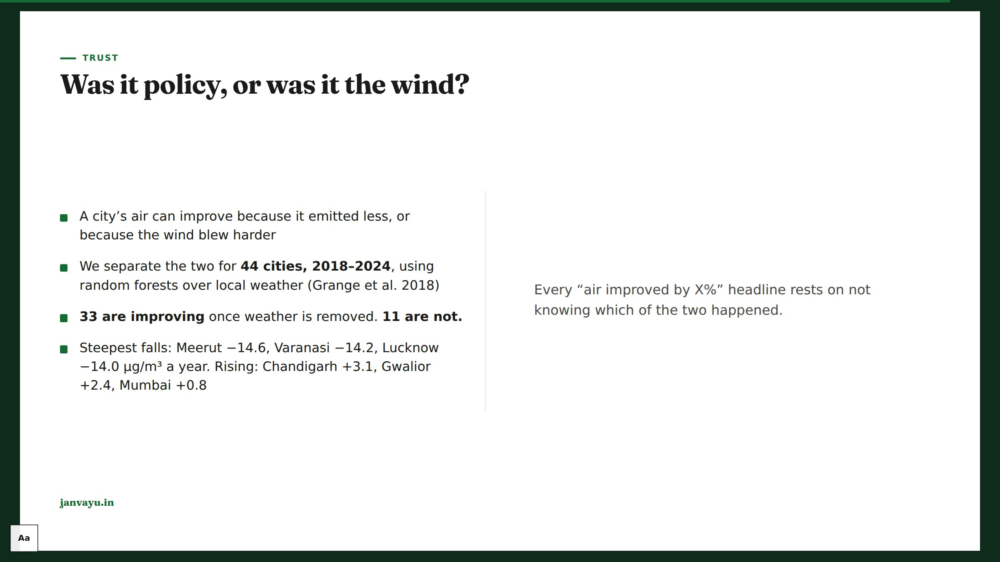 TRUST
Was it policy, or was it the wind?
A city’s air can improve because it emitted less, or
because the wind blew harder
We separate the two for 44 cities, 2018–2024, using
random forests over local weather (Grange et al. 2018)
33 are improving once weather is removed. 11 are not.
Steepest falls: Meerut −14.6, Varanasi −14.2, Lucknow
−14.0 µg/m³ a year. Rising: Chandigarh +3.1, Gwalior
+2.4, Mumbai +0.8
Every “air improved by X%” headline rests on not
knowing which of the two happened.
janvayu.in
Aa